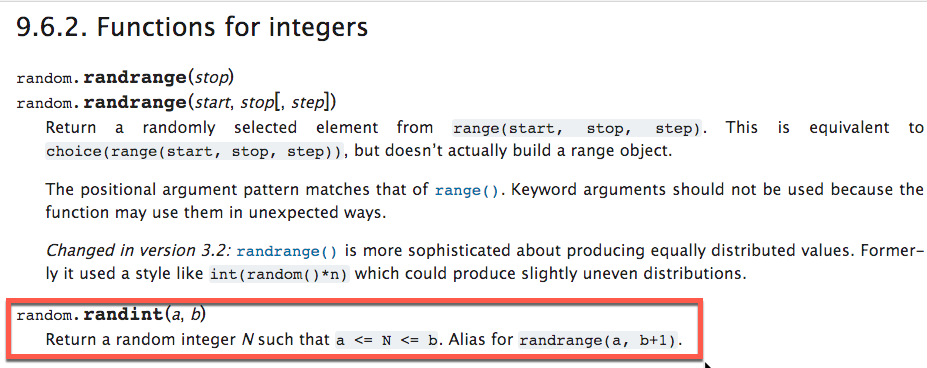 9.6.2. Functions for integers
random.randrange(stop)
random.randrange(start, stop[, step])
Return a randomly selected element from range(start, stop, step). This is equivalent to
choice(range(start, stop, step)), but doesn't actually build a range object.
The positional argument pattern matches that of range(). Keyword arguments should not be used because the
function may use them in unexpected ways.
Changed in version 3.2: randrange() is more sophisticated about producing equally distributed values. Former-
ly it used a style like int(random()*n) which could produce slightly uneven distributions.
random.randint(a, b)
Return a random integer N such that a <= N <= b. Alias for randrange(a, b+1).